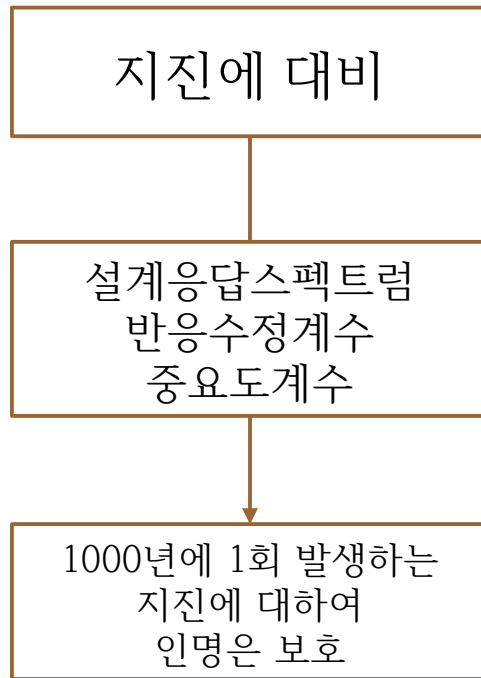 지진에 대비
설계응답스펙트럼
반응수정계수
중요도계수
1000년에 1회 발생하는
지진에 대하여
인명은 보호